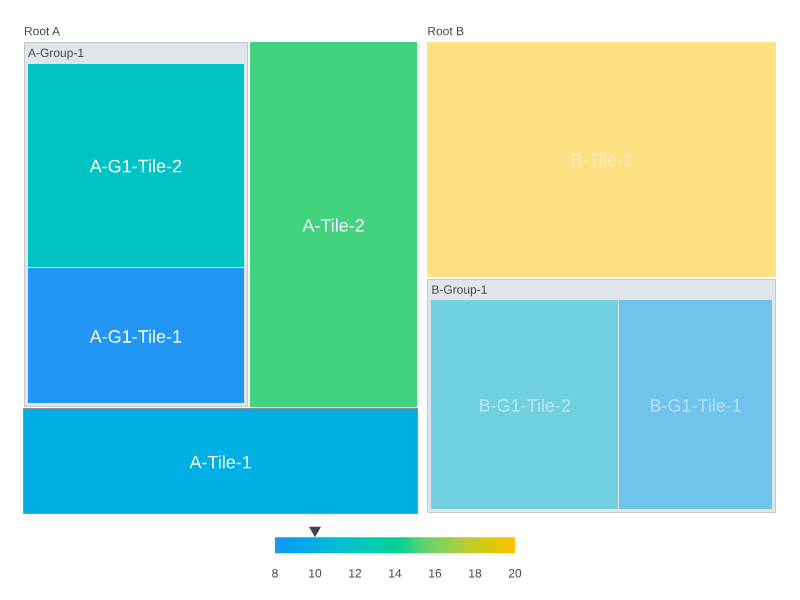 Root A
A-Group-1
A-G1-Tile-2
A-G1-Tile-1
A-Tile-2
A-Tile-1
Root B
B-Tile-1
B-Group-1
B-G1-Tile-2
B-G1-Tile-1
8 10 12 14 16 18 20